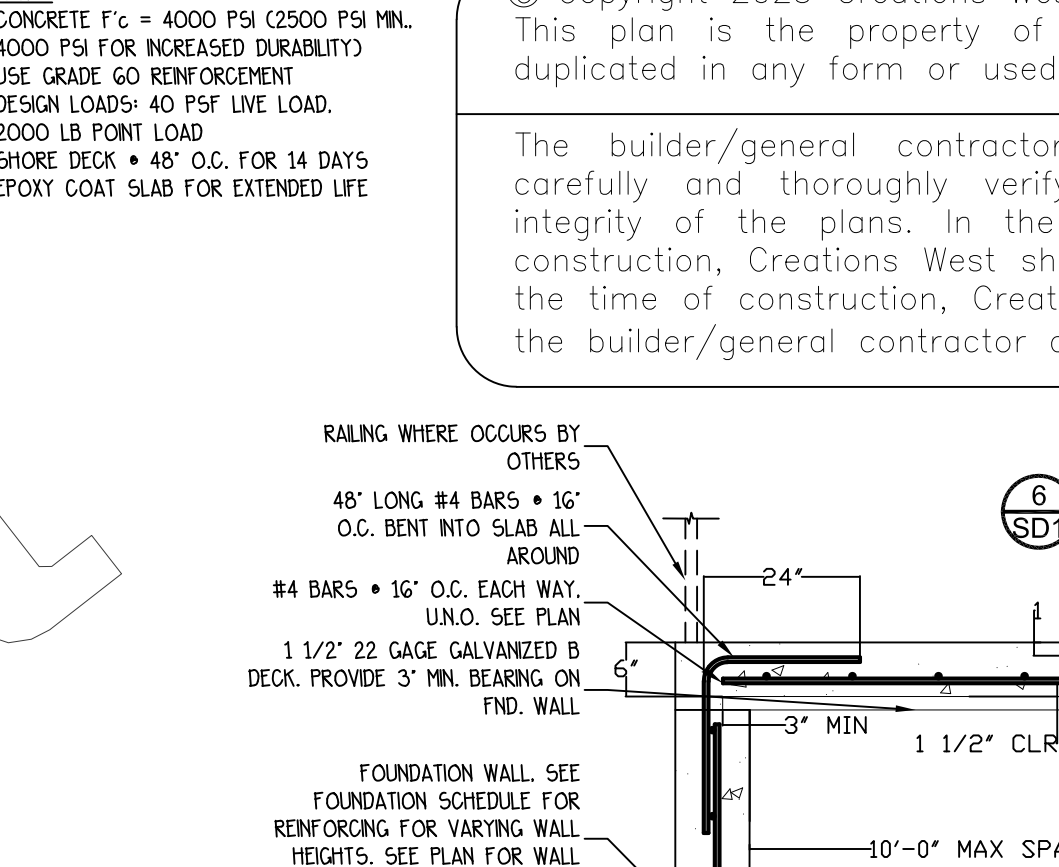 CONCRETE F'c = 4000 PSI (2500 PSI MIN..
4000 PSI FOR INCREASED DURABILITY)
USE GRADE 60 REINFORCEMENT
DESIGN LOADS: 40 PSF LIVE LOAD.
2000 LB POINT LOAD
SHORE DECK @ 48" O.C. FOR 14 DAYS
EPOXY COAT SLAB FOR EXTENDED LIFE
© Copyright 2023 Creations West
This plan is the property of
duplicated in any form or used
The builder/general contractor
carefully and thoroughly verify
integrity of the plans. In the
construction, Creations West sh
the time of construction, Creat
the builder/general contractor
RAILING WHERE OCCURS BY
OTHERS
48" LONG #4 BARS @ 16"
O.C. BENT INTO SLAB ALL
AROUND
#4 BARS @ 16" O.C. EACH WAY.
U.N.O. SEE PLAN
1 1/2" 22 GAGE GALVANIZED B
DECK. PROVIDE 3" MIN. BEARING ON
FND. WALL
FOUNDATION WALL. SEE
FOUNDATION SCHEDULE FOR
REINFORCING FOR VARYING WALL
HEIGHTS. SEE PLAN FOR WALL
6
SD1
24"
1
6"
3" MIN
1 1/2" CLR
10'-0" MAX SPA